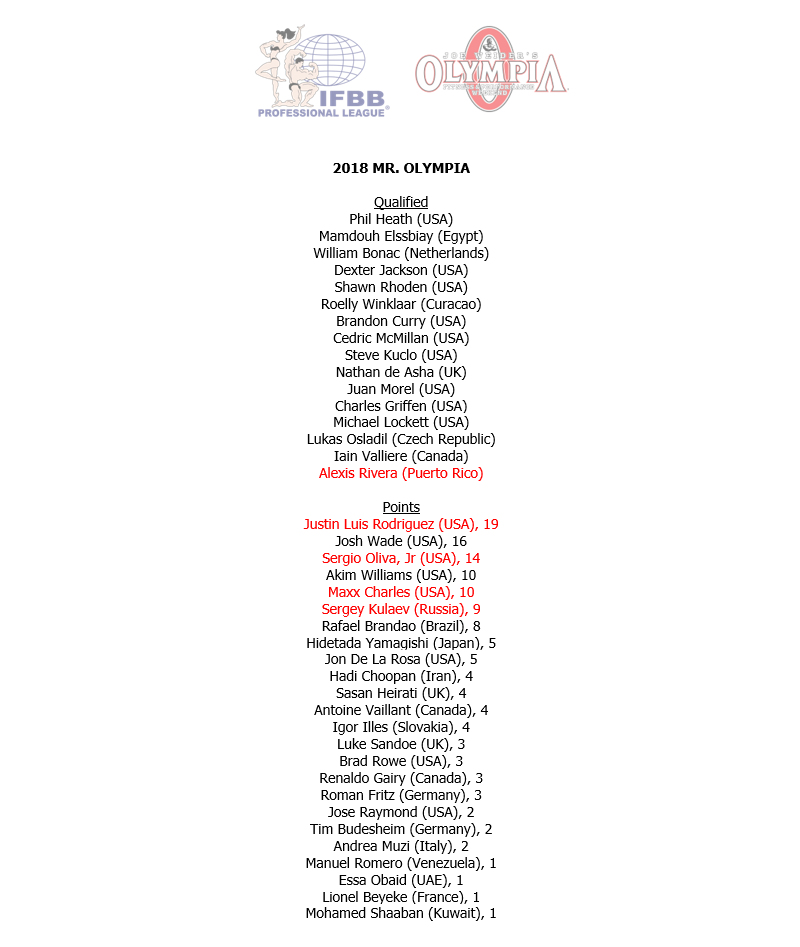 IFBB
PROFESSIONAL LEAGUE®
JOE WEIDER'S
OLYMPIA
2018 MR. OLYMPIA
Qualified
Phil Heath (USA)
Mamdouh Elssbiay (Egypt)
William Bonac (Netherlands)
Dexter Jackson (USA)
Shawn Rhoden (USA)
Roelly Winklaar (Curacao)
Brandon Curry (USA)
Cedric McMillan (USA)
Steve Kuclo (USA)
Nathan de Asha (UK)
Juan Morel (USA)
Charles Griffen (USA)
Michael Lockett (USA)
Lukas Osladil (Czech Republic)
Iain Valliere (Canada)
Alexis Rivera (Puerto Rico)
Points
Justin Luis Rodriguez (USA), 19
Josh Wade (USA), 16
Sergio Oliva, Jr (USA), 14
Akim Williams (USA), 10
Maxx Charles (USA), 10
Sergey Kulaev (Russia), 9
Rafael Brandao (Brazil), 8
Hidetada Yamagishi (Japan), 5
Jon De La Rosa (USA), 5
Hadi Choopan (Iran), 4
Sasan Heirati (UK), 4
Antoine Vaillant (Canada), 4
Igor Illes (Slovakia), 4
Luke Sandoe (UK), 3
Brad Rowe (USA), 3
Renaldo Gairy (Canada), 3
Roman Fritz (Germany), 3
Jose Raymond (USA), 2
Tim Budesheim (Germany), 2
Andrea Muzi (Italy), 2
Manuel Romero (Venezuela), 1
Essa Obaid (UAE), 1
Lionel Beyeke (France), 1
Mohamed Shaaban (Kuwait), 1